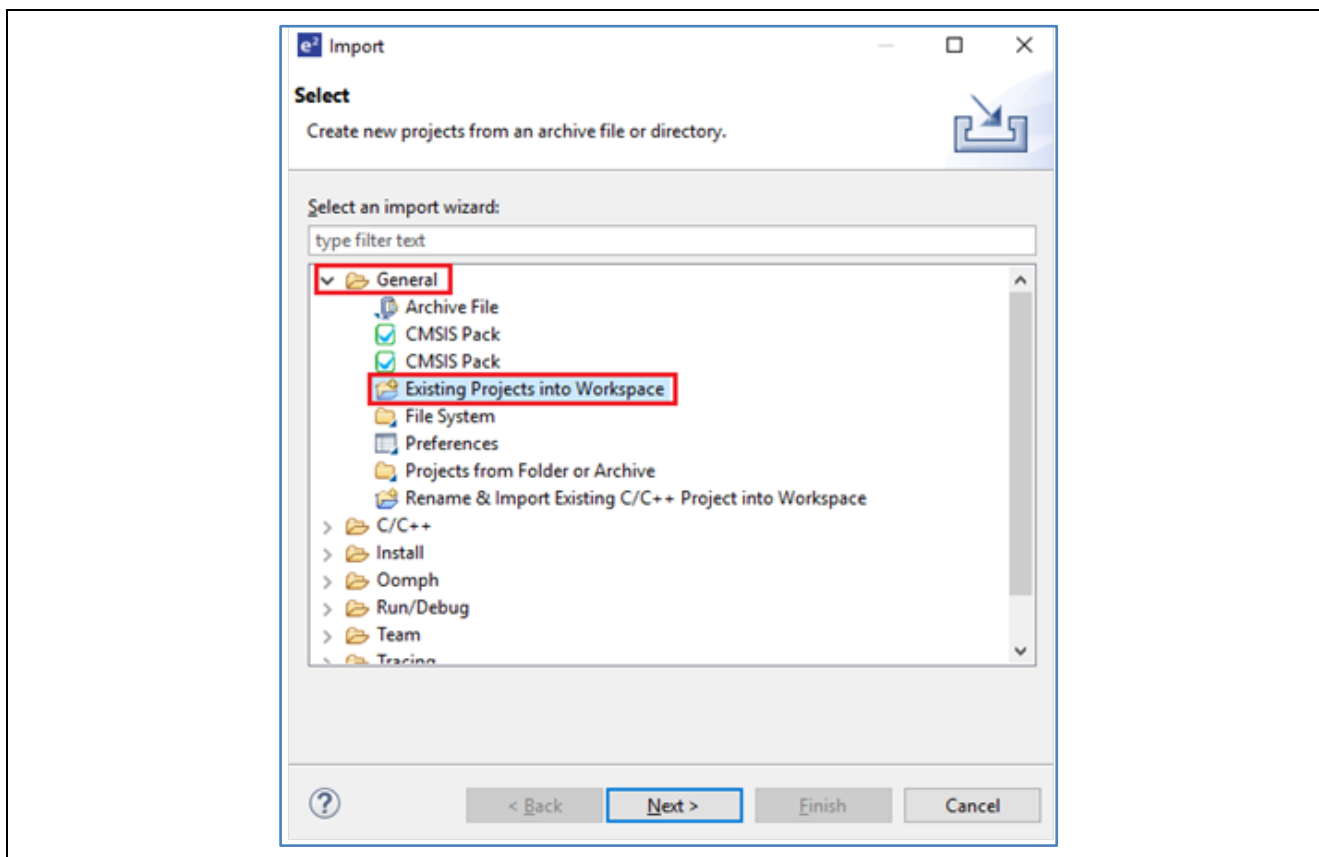 e² Import
Select
Create new projects from an archive file or directory.
Select an import wizard:
type filter text
General
Archive File
CMSIS Pack
CMSIS Pack
Existing Projects into Workspace
File System
Preferences
Projects from Folder or Archive
Rename & Import Existing C/C++ Project into Workspace
C/C++
Install
Oomph
Run/Debug
Team
Tracing
?
< Back Next > Finish Cancel